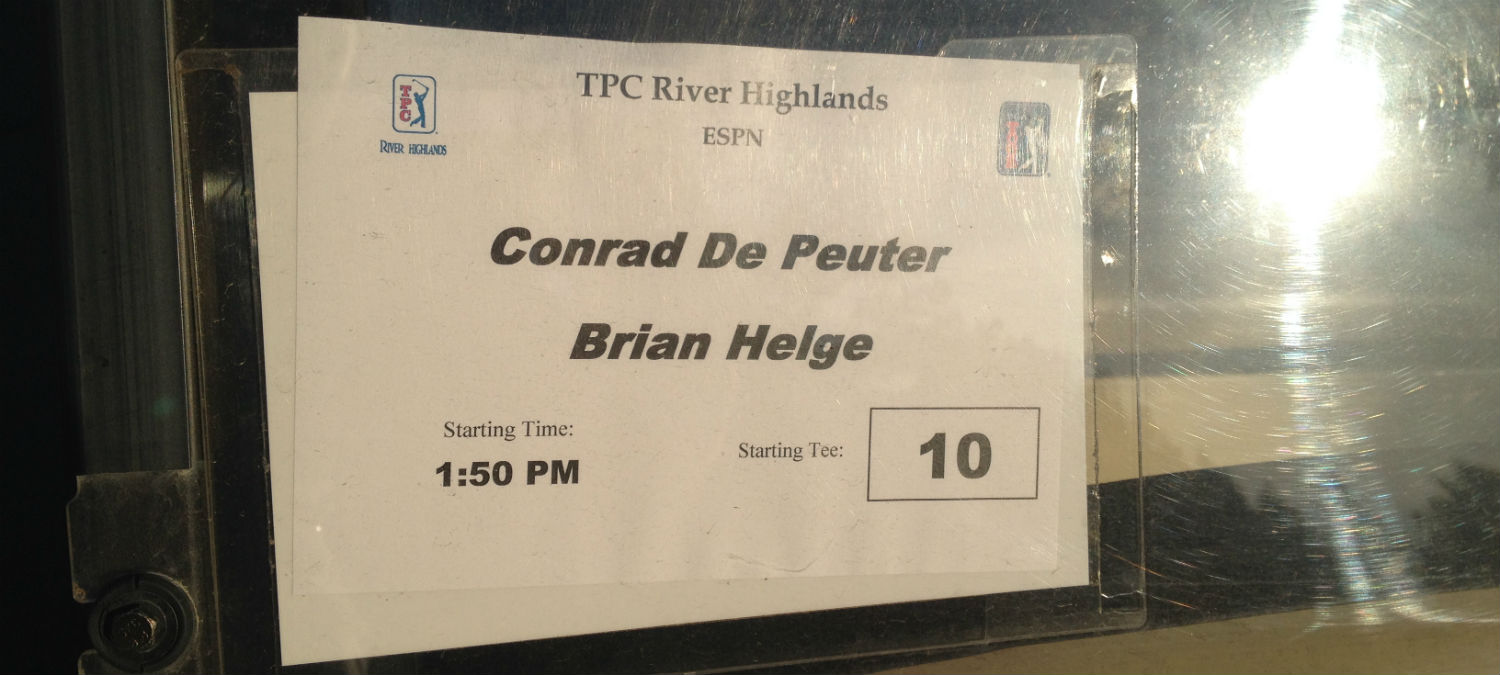 TPC River Highlands
ESPN
TPC
RIVER HIGHLANDS
Conrad De Peuter
Brian Helge
Starting Time:
1:50 PM
Starting Tee:
10